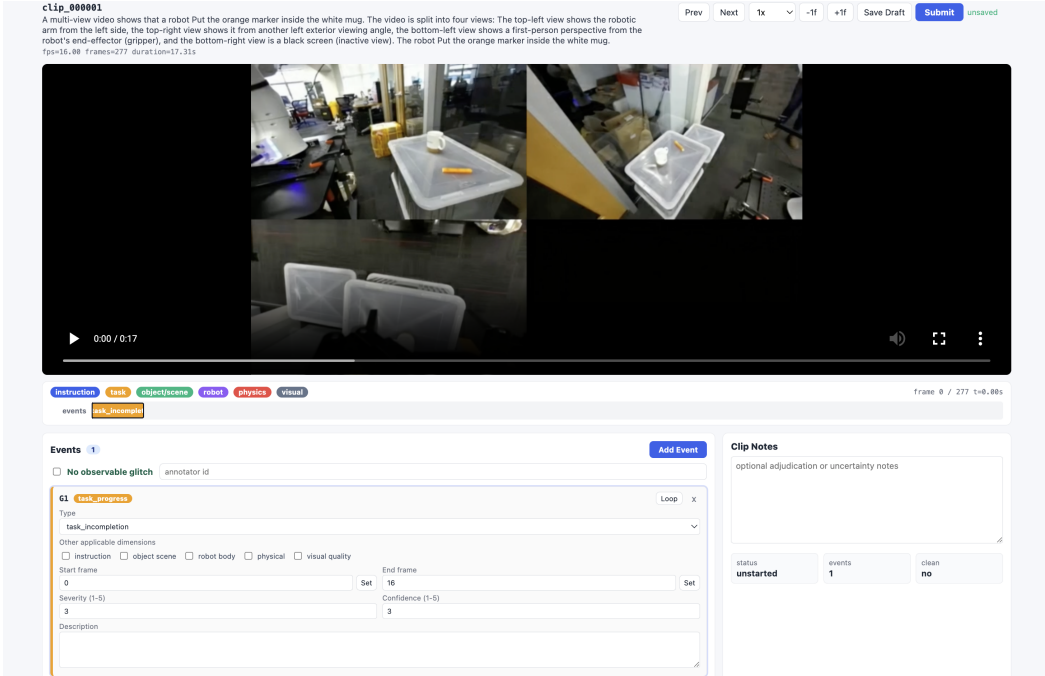 clip_000001
A multi-view video shows that a robot Put the orange marker inside the white mug. The video is split into four views: The top-left view shows the robotic
arm from the left side, the top-right view shows it from another left exterior viewing angle, the bottom-left view shows a first-person perspective from the
robot's end-effector (gripper), and the bottom-right view is a black screen (inactive view). The robot Put the orange marker inside the white mug.
fps=16.00 frames=277 duration=17.31s
Prev Next 1x -1f +1f Save Draft Submit unsaved
0:00 / 0:17
instruction task object/scene robot physics visual frame 0 / 277 t=0.00s
events task_incomplet
Events 1 Add Event
No observable glitch annotator id
G1 task_progress Loop x
Type
task_incompletion
Other applicable dimensions
instruction object scene robot body physical visual quality
Start frame End frame
0 Set 16 Set
Severity (1-5) Confidence (1-5)
3 3
Description
Clip Notes
optional adjudication or uncertainty notes
status events clean
unstarted 1 no